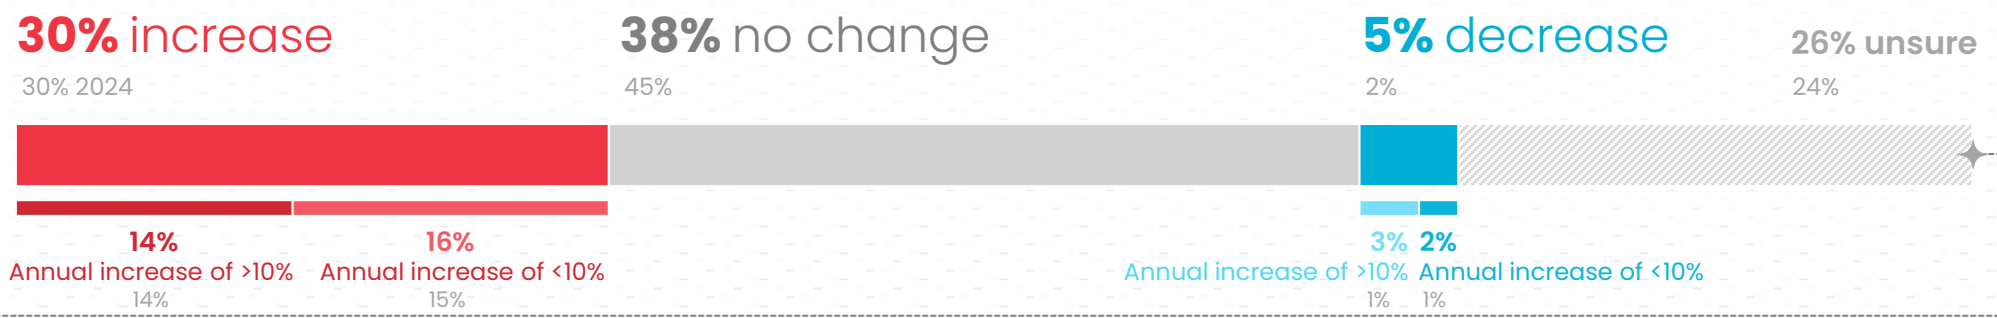 30% increase
38% no change
5% decrease
26% unsure
30% 2024
45%
2%
24%
14%
16%
3%
2%
Annual increase of >10%
Annual increase of <10%
Annual increase of >10%
Annual increase of <10%
14%
15%
1%
1%